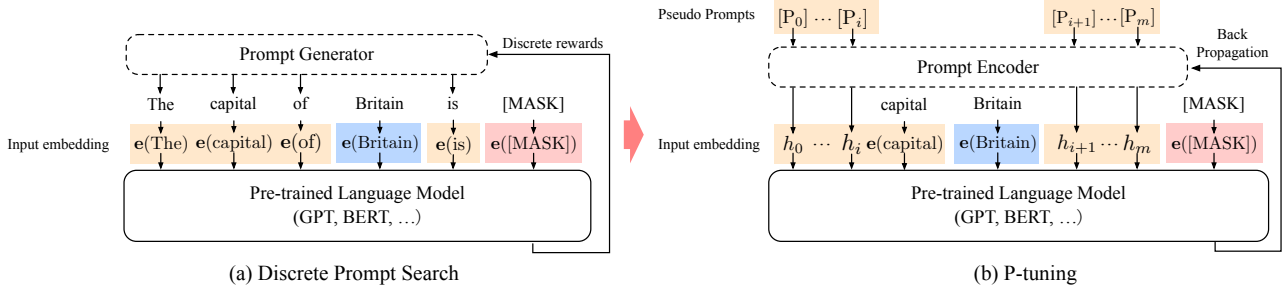 Prompt Generator
Discrete rewards
The capital of Britain is [MASK]
Input embedding e(The) e(capital) e(of) e(Britain) e(is) e([MASK])
Pre-trained Language Model
(GPT, BERT, …)
(a) Discrete Prompt Search
Pseudo Prompts [P₀] ⋯ [Pᵢ] [Pᵢ₊₁] ⋯ [Pₘ]
Back
Propagation
Prompt Encoder
capital Britain [MASK]
Input embedding h₀ ⋯ hᵢ e(capital) e(Britain) hᵢ₊₁ ⋯ hₘ e([MASK])
Pre-trained Language Model
(GPT, BERT, …)
(b) P-tuning